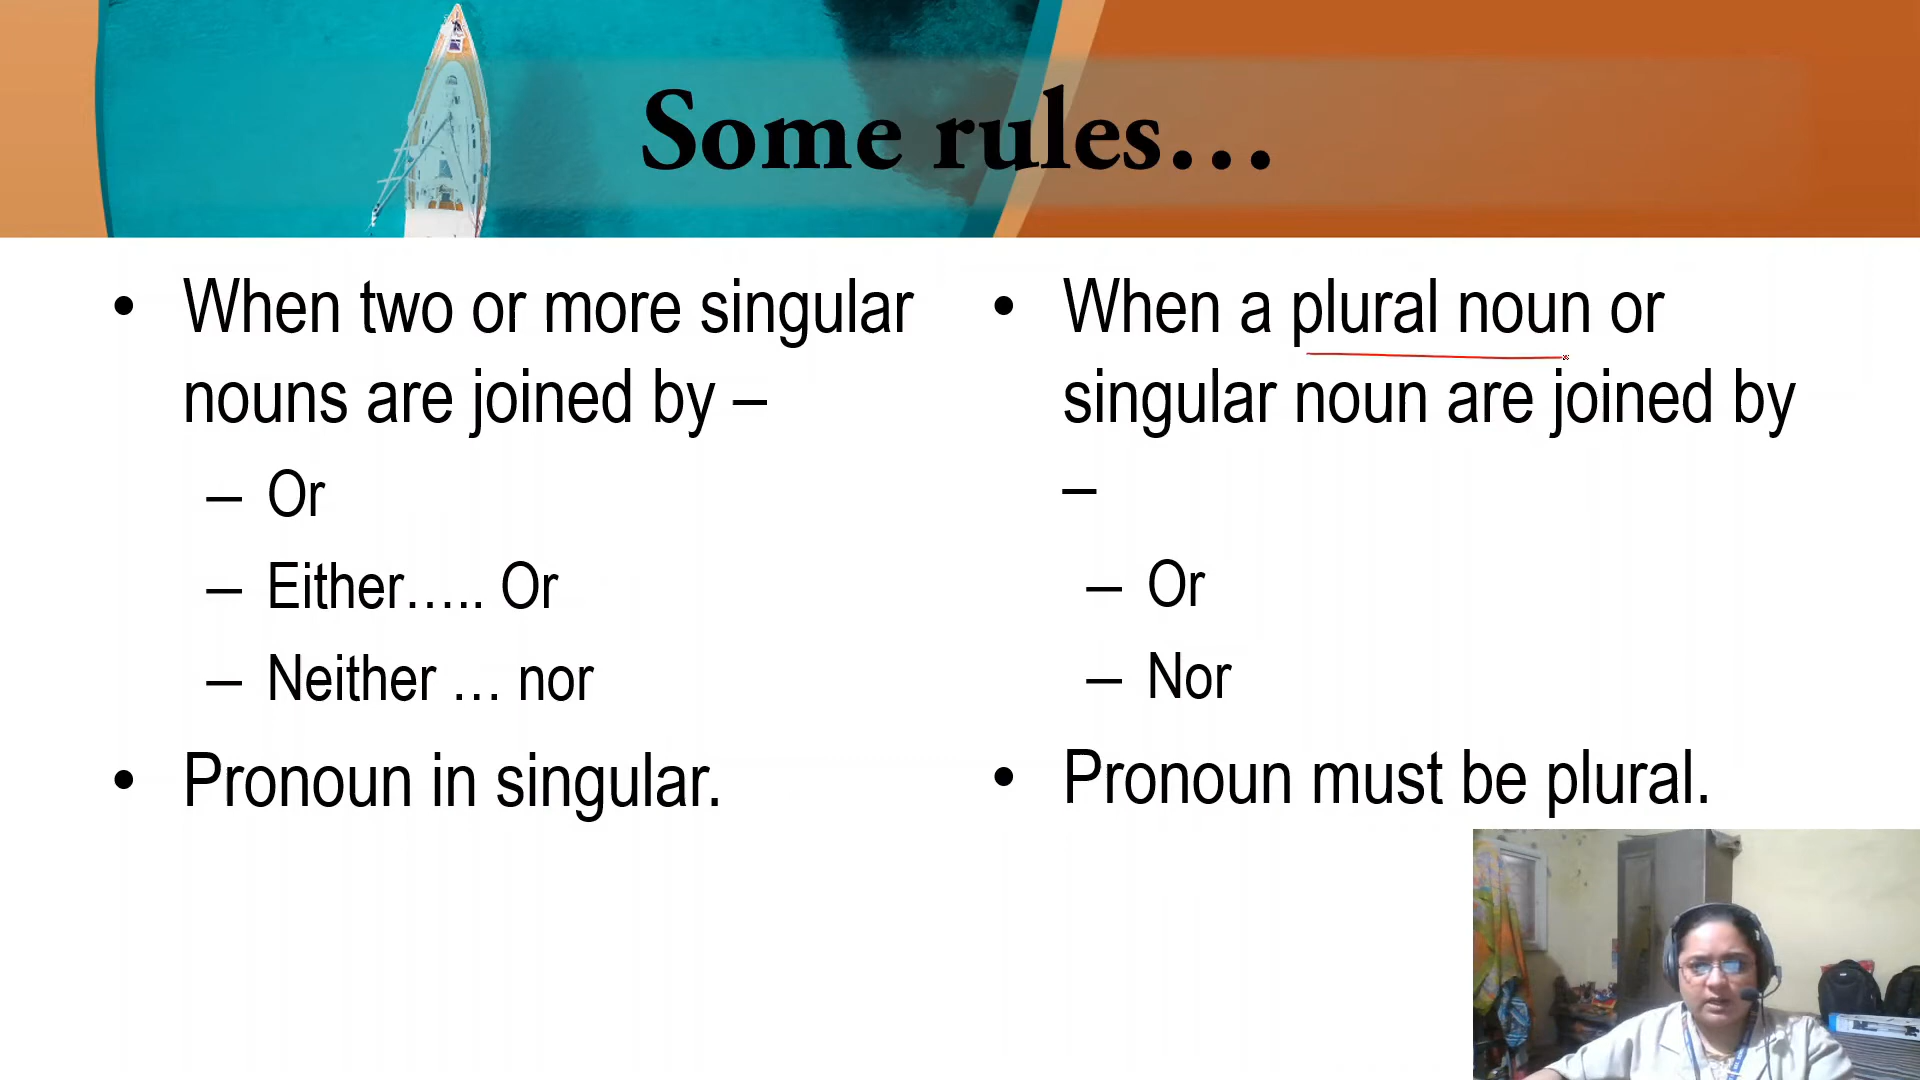 Some rules…
• When two or more singular
nouns are joined by –
– Or
– Either….. Or
– Neither … nor
• Pronoun in singular.
• When a plural noun or
singular noun are joined by
–
– Or
– Nor
• Pronoun must be plural.